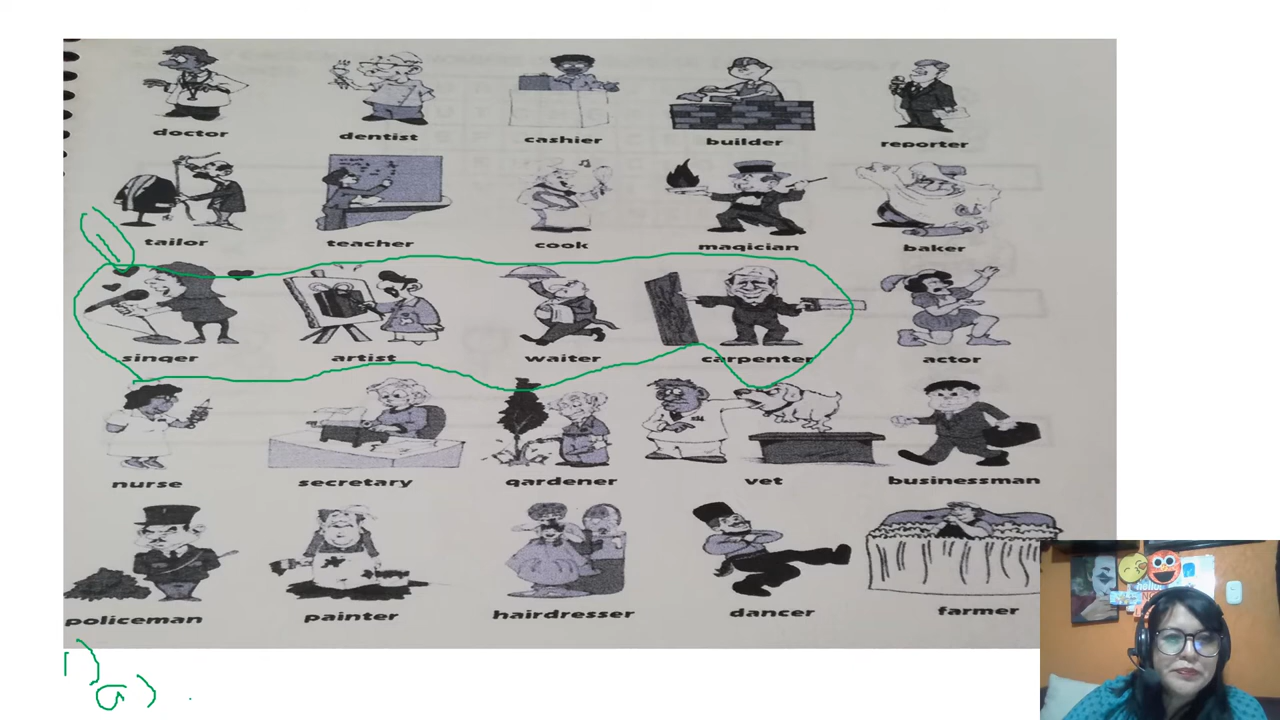 doctor dentist cashier builder reporter
tailor teacher cook magician baker
singer artist waiter carpenter actor
nurse secretary gardener vet businessman
policeman painter hairdresser dancer farmer
1)
a)